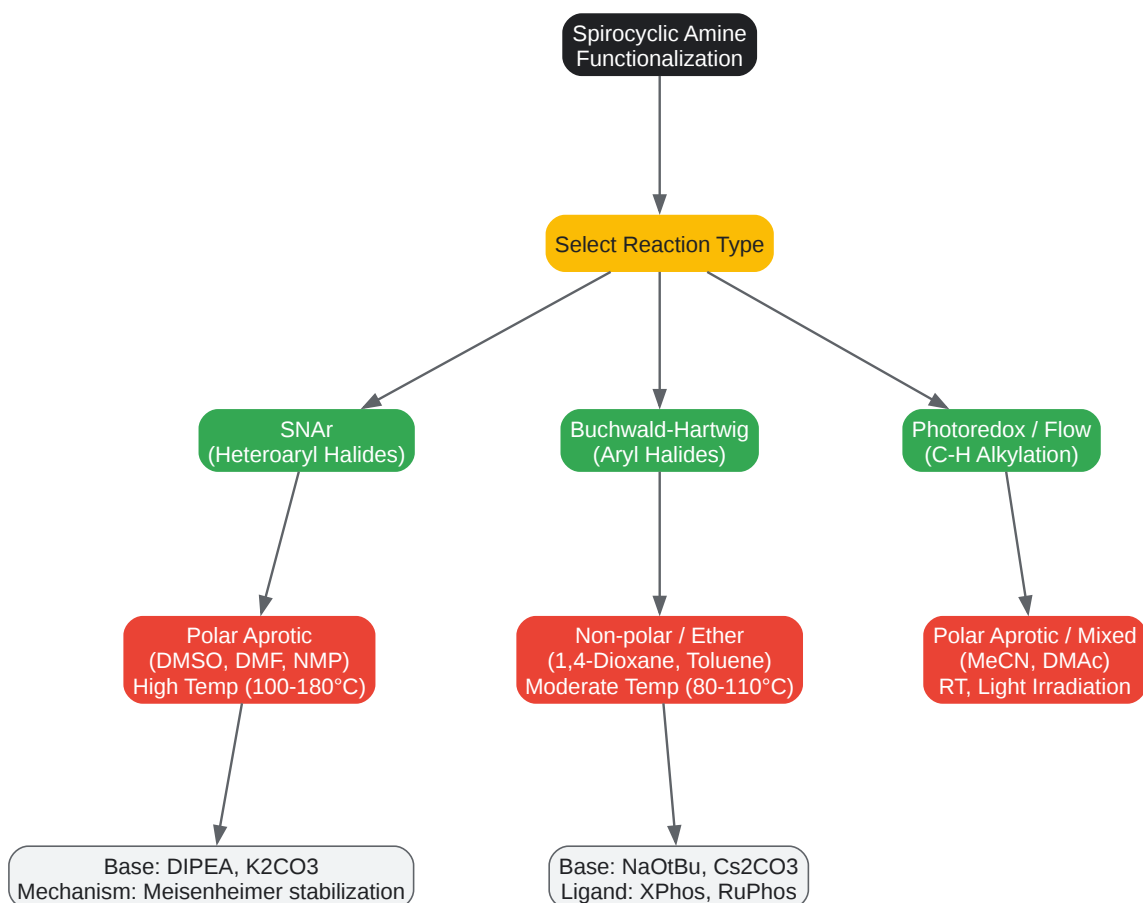 Spirocyclic Amine
Functionalization
Select Reaction Type
SNAr
(Heteroaryl Halides)
Buchwald-Hartwig
(Aryl Halides)
Photoredox / Flow
(C-H Alkylation)
Polar Aprotic
(DMSO, DMF, NMP)
High Temp (100-180°C)
Non-polar / Ether
(1,4-Dioxane, Toluene)
Moderate Temp (80-110°C)
Polar Aprotic / Mixed
(MeCN, DMAc)
RT, Light Irradiation
Base: DIPEA, K2CO3
Mechanism: Meisenheimer stabilization
Base: NaOtBu, Cs2CO3
Ligand: XPhos, RuPhos